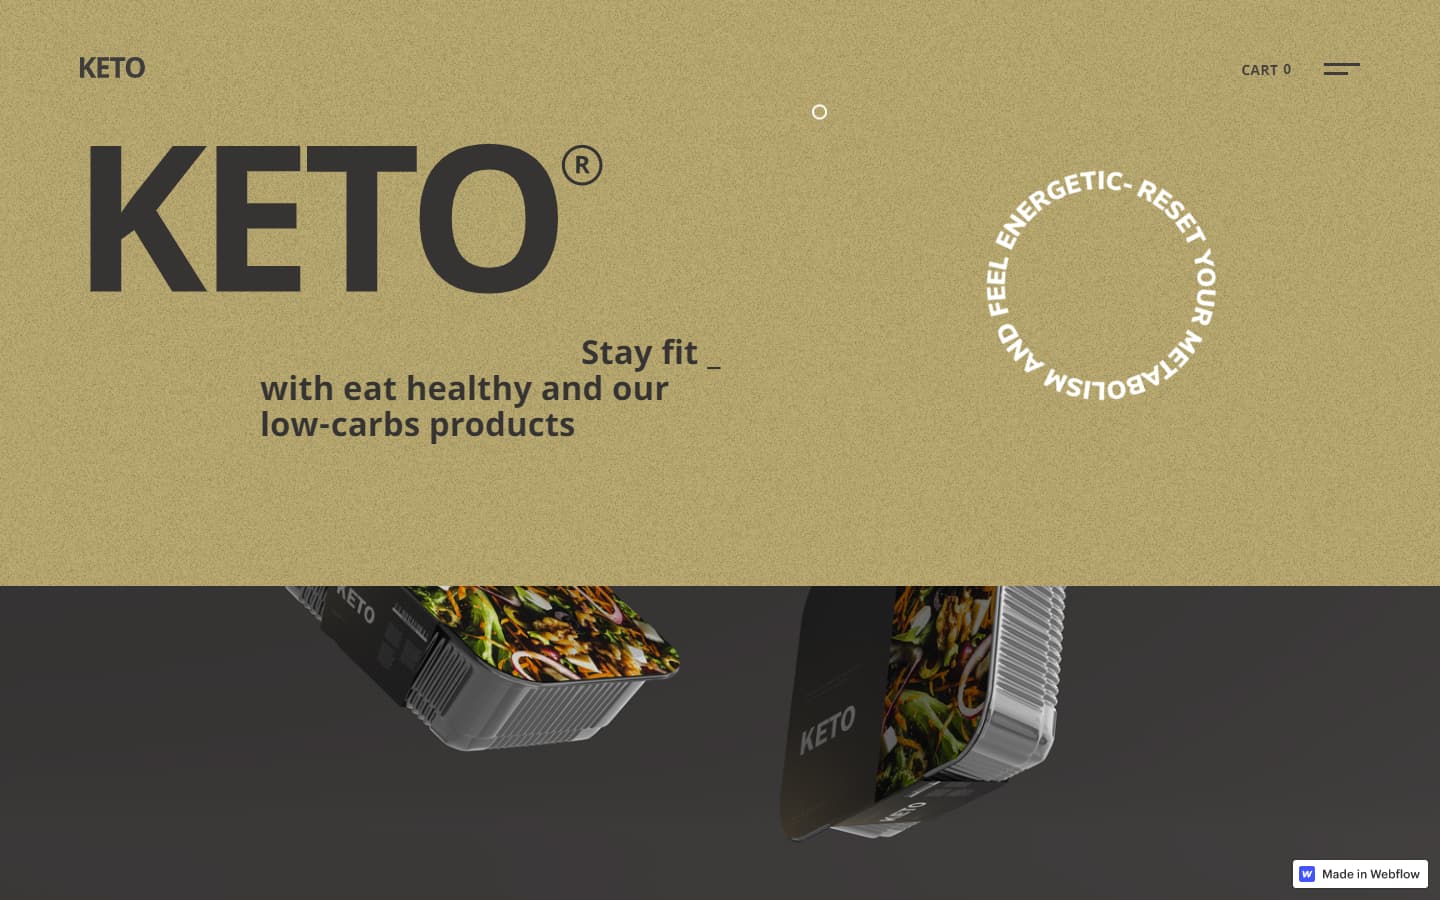 KETO
CART 0
KETO®
FEEL ENERGETIC- RESET YOUR METABOLISM AND
Stay fit _
with eat healthy and our
low-carbs products
KETO
KETO
KETO
Made in Webflow